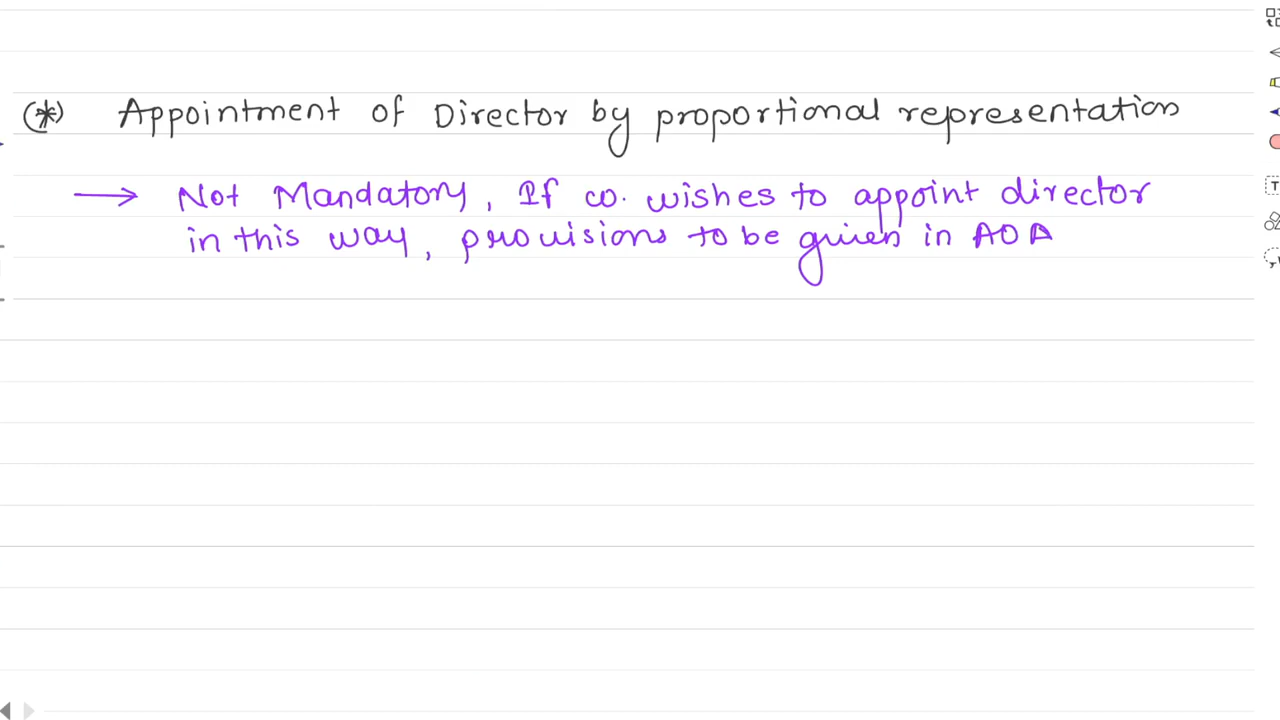 (*) Appointment of Director by proportional representation
→ Not Mandatory, If co. wishes to appoint director
in this way, provisions to be given in AOA